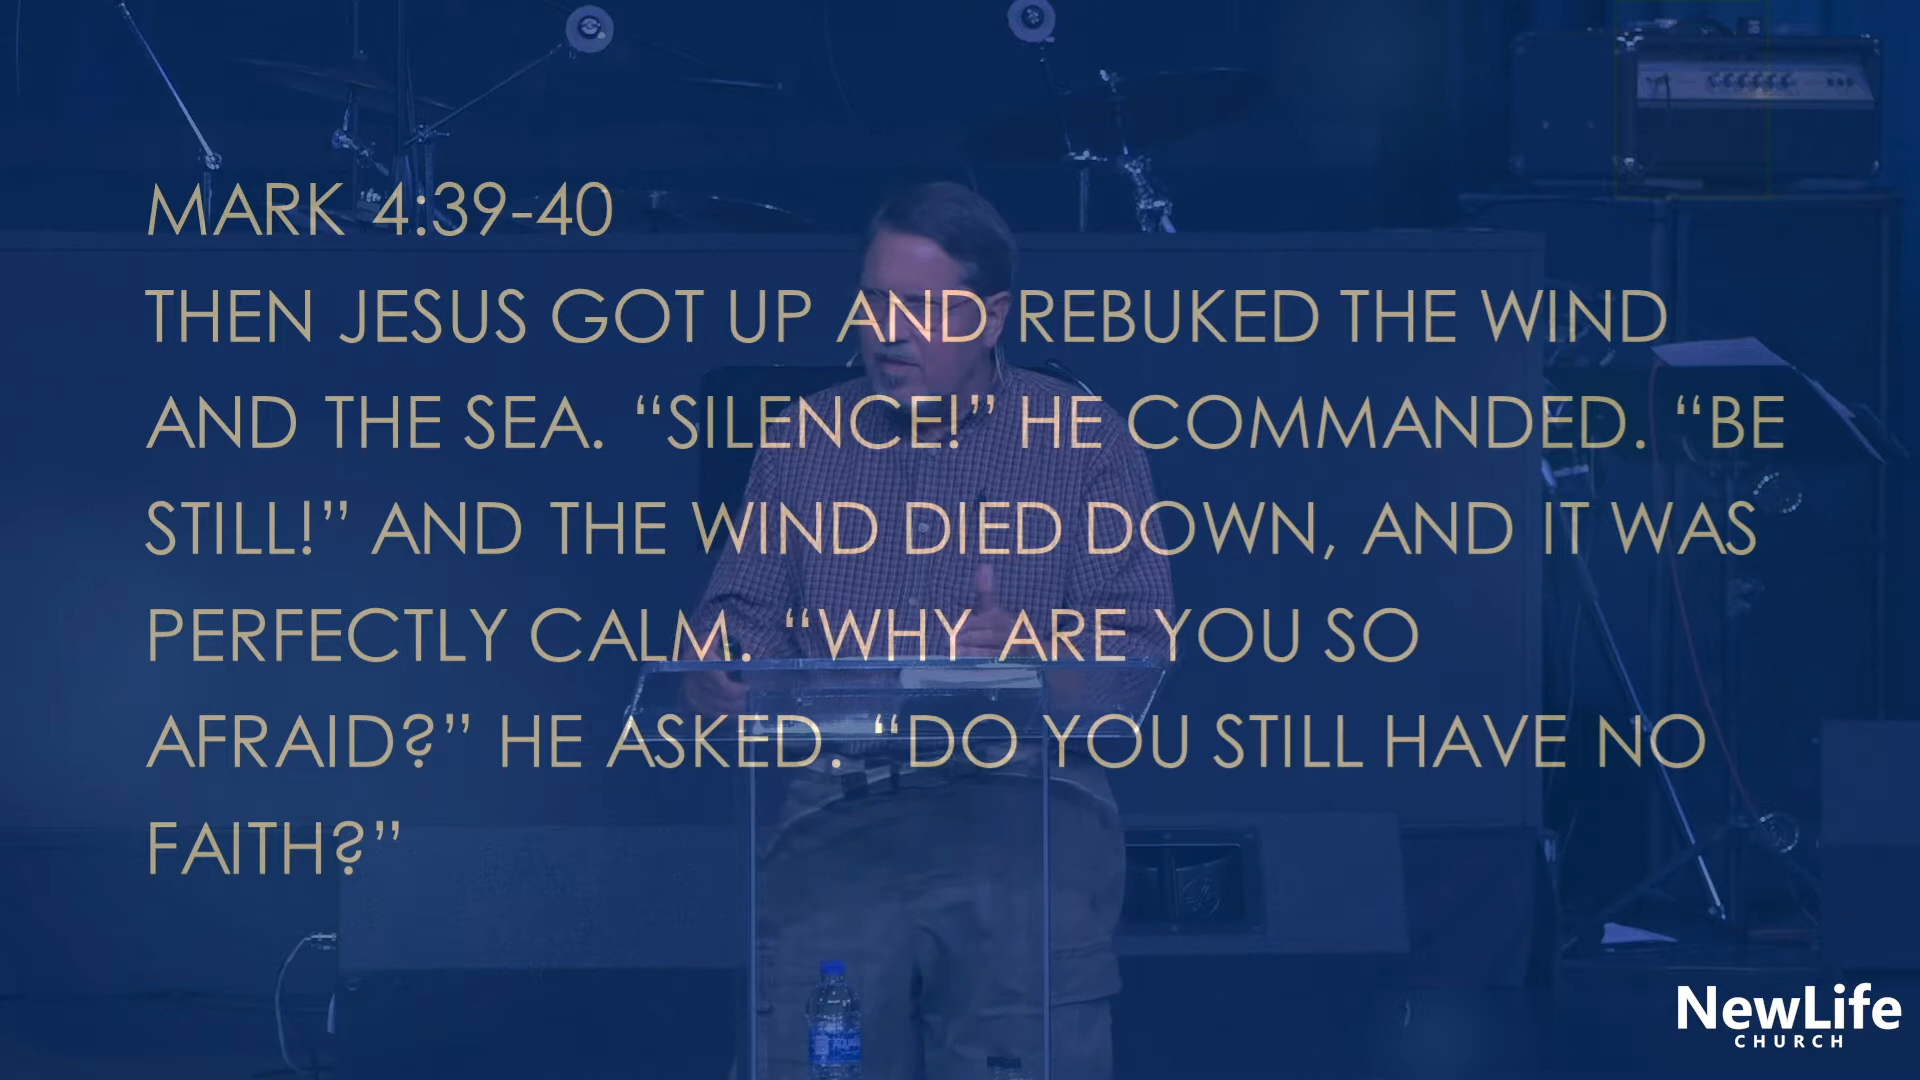 MARK 4:39-40
THEN JESUS GOT UP AND REBUKED THE WIND
AND THE SEA. “SILENCE!” HE COMMANDED. “BE
STILL!” AND THE WIND DIED DOWN, AND IT WAS
PERFECTLY CALM. “WHY ARE YOU SO
AFRAID?” HE ASKED. “DO YOU STILL HAVE NO
FAITH?”
NewLife
CHURCH